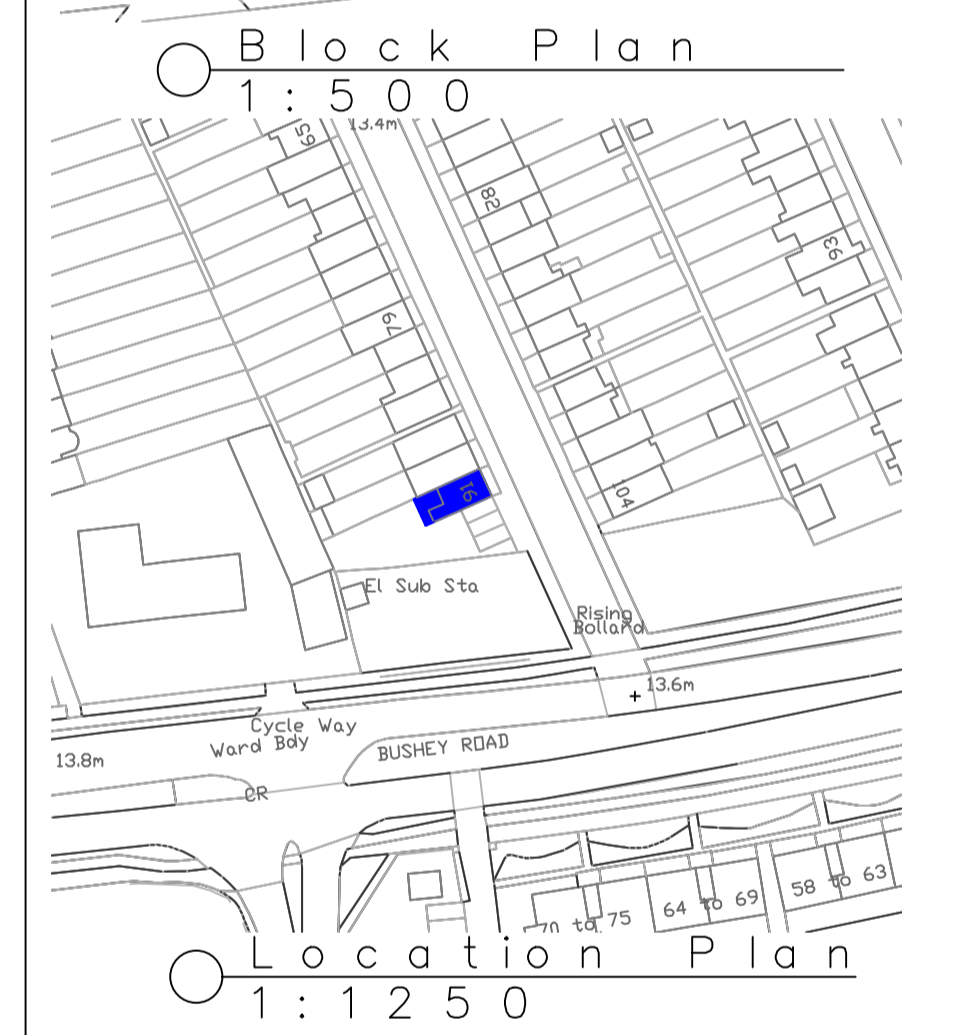 Block Plan
1:500
13.4m
65
82
93
79
91
104
El Sub Sta
Rising
Bollard
13.6m
Cycle Way
Ward Bdy
BUSHEY ROAD
13.8m
CR
58 to 63
64 to 69
70 to 75
Location Plan
1:1250